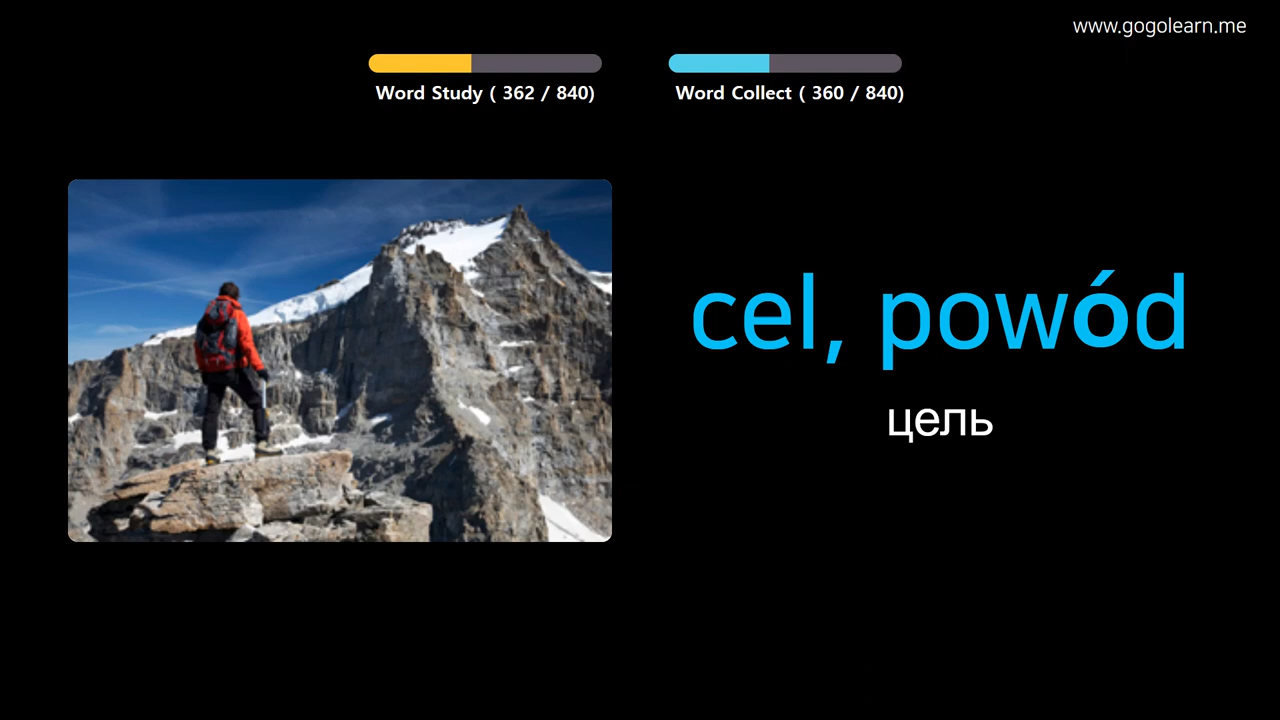 www.gogolearn.me
Word Study ( 362 / 840)
Word Collect ( 360 / 840)
cel, powód
цель